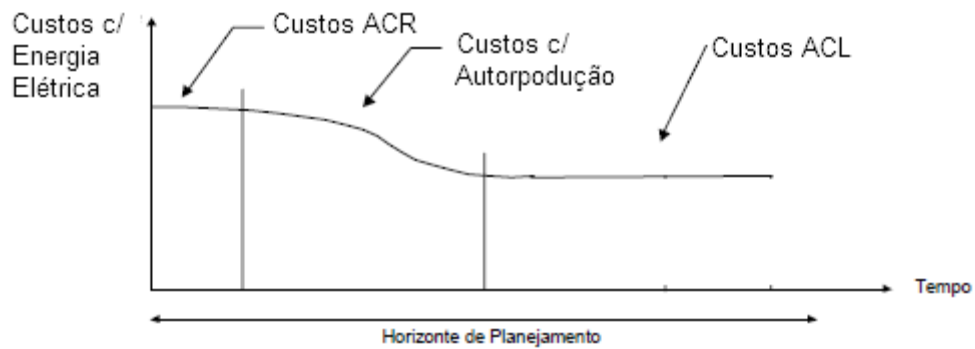 Custos c/
Energia
Elétrica
Custos ACR
Custos c/
Autorpodução
Custos ACL
Tempo
Horizonte de Planejamento